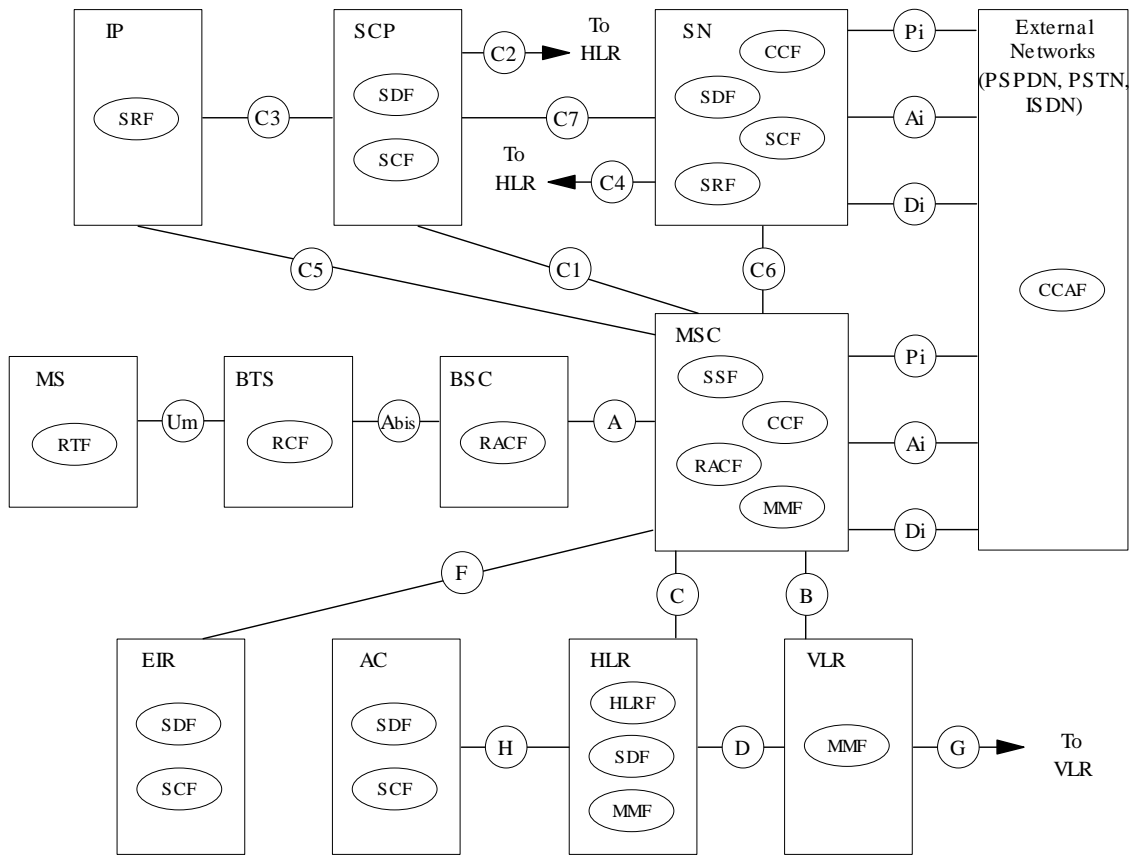 IP
SCP
To
HLR
C2
SN
Pi
External
Networks
(PSPDN, PSTN,
ISDN)
CCF
SDF
SDF
SRF
C3
C7
Ai
SCF
SCF
To
HLR
C4
SRF
Di
C5
C1
C6
CCAF
MSC
Pi
SSF
MS
BTS
BSC
Um
Abis
A
CCF
RTF
RCF
RACF
Ai
RACF
MMF
Di
F
C
B
EIR
AC
HLR
VLR
HLRF
SDF
SDF
H
SDF
D
MMF
G
To
VLR
SCF
SCF
MMF